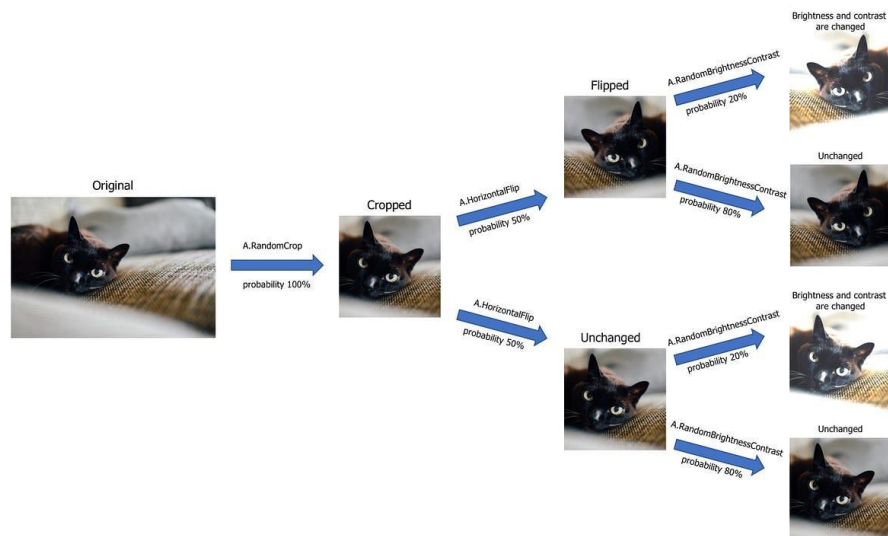 Original
A.RandomCrop
probability 100%
Cropped
A.HorizontalFlip
probability 50%
A.HorizontalFlip
probability 50%
Flipped
Unchanged
A.RandomBrightnessContrast
probability 20%
A.RandomBrightnessContrast
probability 80%
A.RandomBrightnessContrast
probability 20%
A.RandomBrightnessContrast
probability 80%
Brightness and contrast
are changed
Unchanged
Brightness and contrast
are changed
Unchanged